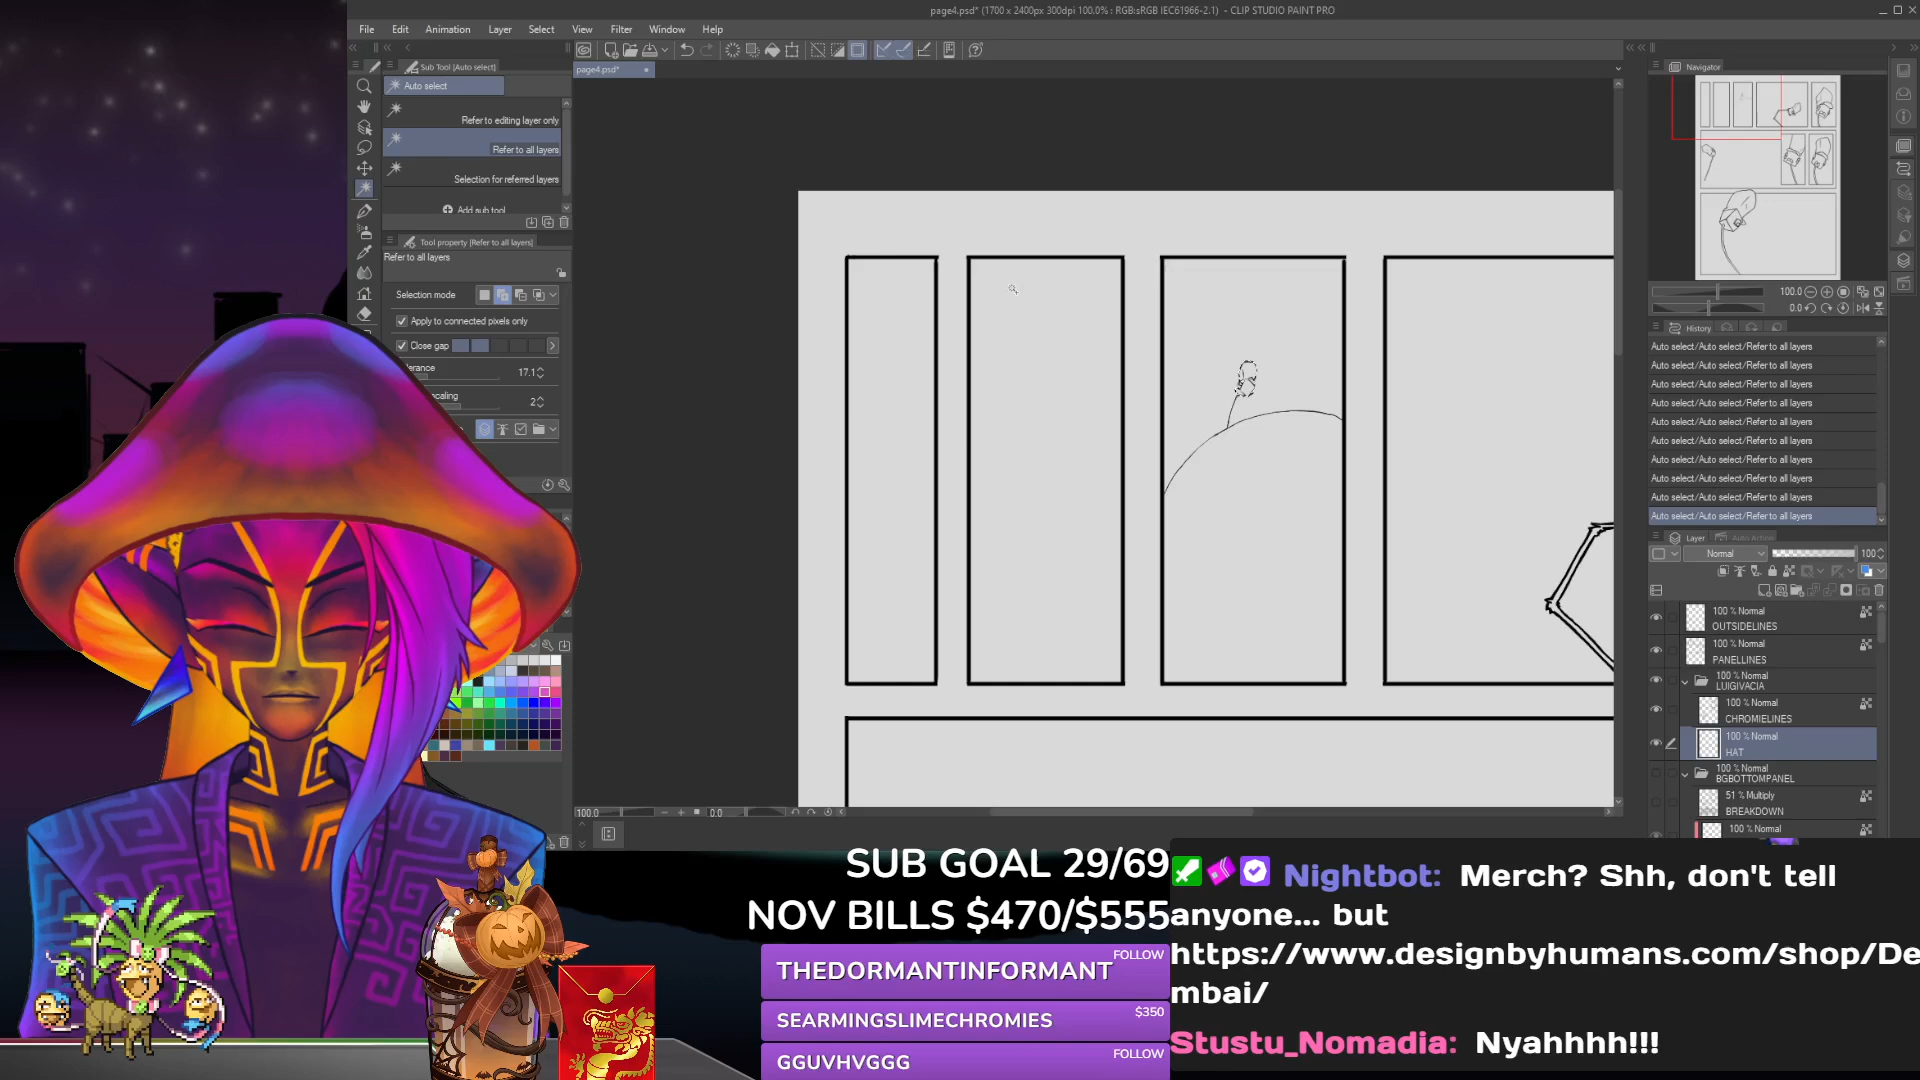 page4.psd* (1700 x 2400px 300dpi 100.0% : RGB:sRGB IEC61966-2.1) - CLIP STUDIO PAINT PRO
File Edit Animation Layer Select View Filter Window Help
Sub Tool [Auto select]
page4.psd*
Navigator
Auto select
Refer to editing layer only
Refer to all layers
Selection for referred layers
Add sub tool
Tool property [Refer to all layers]
Refer to all layers
Selection mode
Apply to connected pixels only
Close gap
17.1
2
100.0
0.0
History
Auto select/Auto select/Refer to all layers
Auto select/Auto select/Refer to all layers
Auto select/Auto select/Refer to all layers
Auto select/Auto select/Refer to all layers
Auto select/Auto select/Refer to all layers
Auto select/Auto select/Refer to all layers
Auto select/Auto select/Refer to all layers
Auto select/Auto select/Refer to all layers
Auto select/Auto select/Refer to all layers
Auto select/Auto select/Refer to all layers
Layer Auto Action
Normal 100
100 % Normal
OUTSIDELINES
100 % Normal
PANELLINES
100 % Normal
LUIGIVACIA
100 % Normal
CHROMIELINES
100 % Normal
HAT
100 % Normal
BGBOTTOMPANEL
51 % Multiply
BREAKDOWN
100 % Normal
100.0 0.0
SUB GOAL 29/69
NOV BILLS $470/$555
FOLLOW
THEDORMANTINFORMANT
$350
SEARMINGSLIMECHROMIES
FOLLOW
GGUVHVGGG
Nightbot: Merch? Shh, don't tell
anyone... but
https://www.designbyhumans.com/shop/De
mbai/
Stustu_Nomadia: Nyahhhh!!!